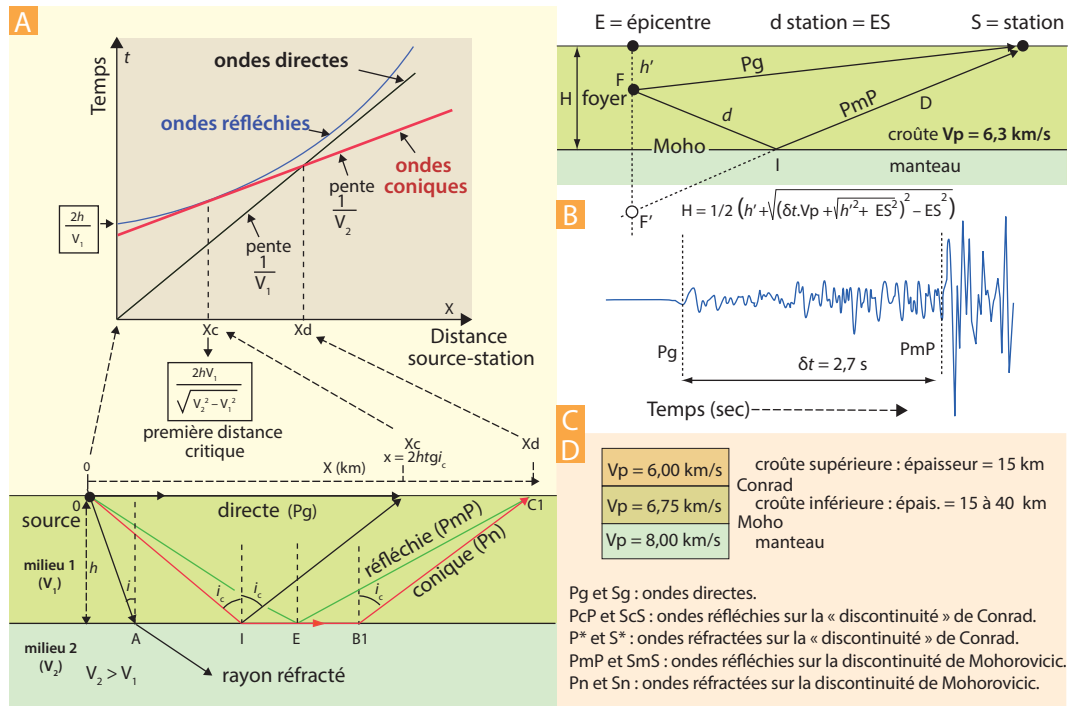 A
t
Temps
ondes directes
ondes réfléchies
ondes
coniques
pente
1
V2
pente
1
V1
2h
V1
Xc
Xd
X
Distance
source-station
2hV1
√V2² – V1²
première distance
critique
Xc
x = 2htgic
Xd
0
X (km)
0
source
directe (Pg)
C1
réfléchie (PmP)
conique (Pn)
milieu 1
(V1)
h
i
ic
ic
ic
A
I
E
B1
milieu 2
(V2)
V2 > V1
rayon réfracté
E = épicentre
d station = ES
S = station
h'
Pg
H
F
foyer
d
PmP
D
croûte Vp = 6,3 km/s
Moho
I
manteau
F'
H = 1/2 (h' + √(δt.Vp + √h'² + ES²)² – ES²)
B
Pg
PmP
δt = 2,7 s
Temps (sec)
C
D
Vp = 6,00 km/s
croûte supérieure : épaisseur = 15 km
Conrad
Vp = 6,75 km/s
croûte inférieure : épais. = 15 à 40 km
Moho
Vp = 8,00 km/s
manteau
Pg et Sg : ondes directes.
PcP et ScS : ondes réfléchies sur la « discontinuité » de Conrad.
P* et S* : ondes réfractées sur la « discontinuité » de Conrad.
PmP et SmS : ondes réfléchies sur la discontinuité de Mohorovicic.
Pn et Sn : ondes réfractées sur la discontinuité de Mohorovicic.